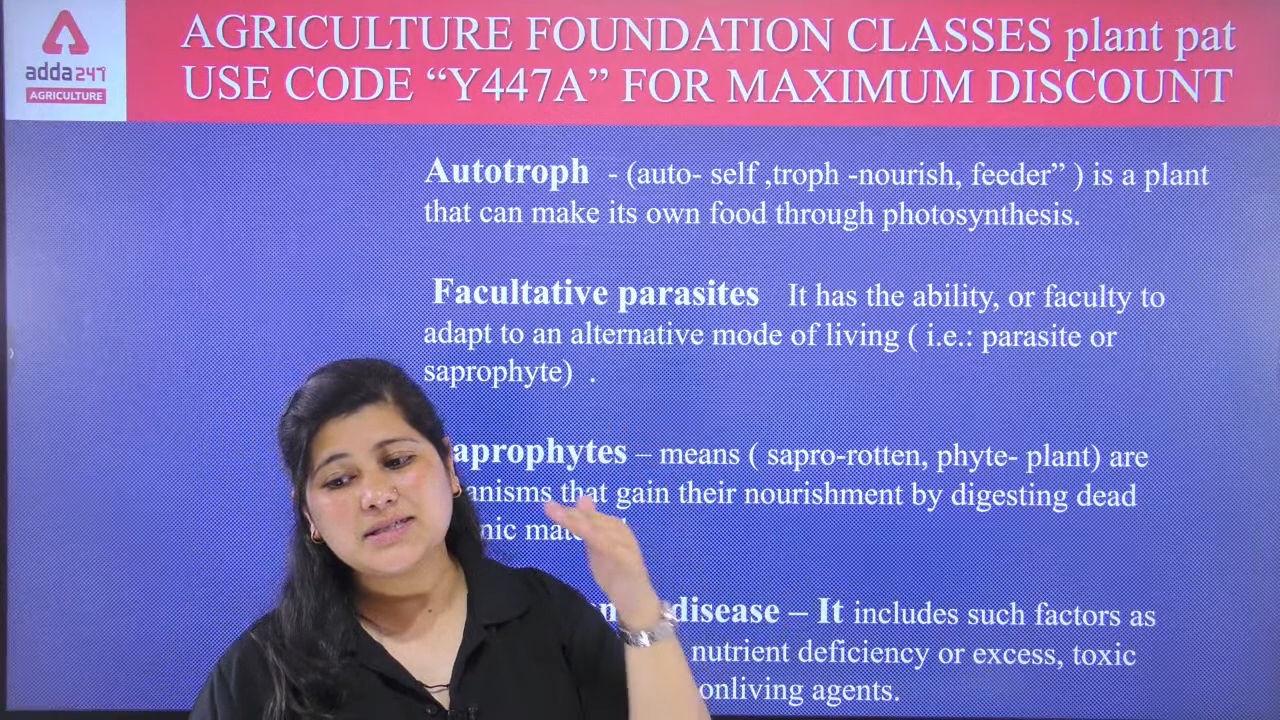 AGRICULTURE FOUNDATION CLASSES plant pat
USE CODE “Y447A” FOR MAXIMUM DISCOUNT
adda247
AGRICULTURE
Autotroph - (auto- self ,troph -nourish, feeder” ) is a plant
that can make its own food through photosynthesis.
Facultative parasites It has the ability, or faculty to
adapt to an alternative mode of living ( i.e.: parasite or
saprophyte) .
aprophytes – means ( sapro-rotten, phyte- plant) are
anisms that gain their nourishment by digesting dead
disease – It includes such factors as
nutrient deficiency or excess, toxic
onliving agents.